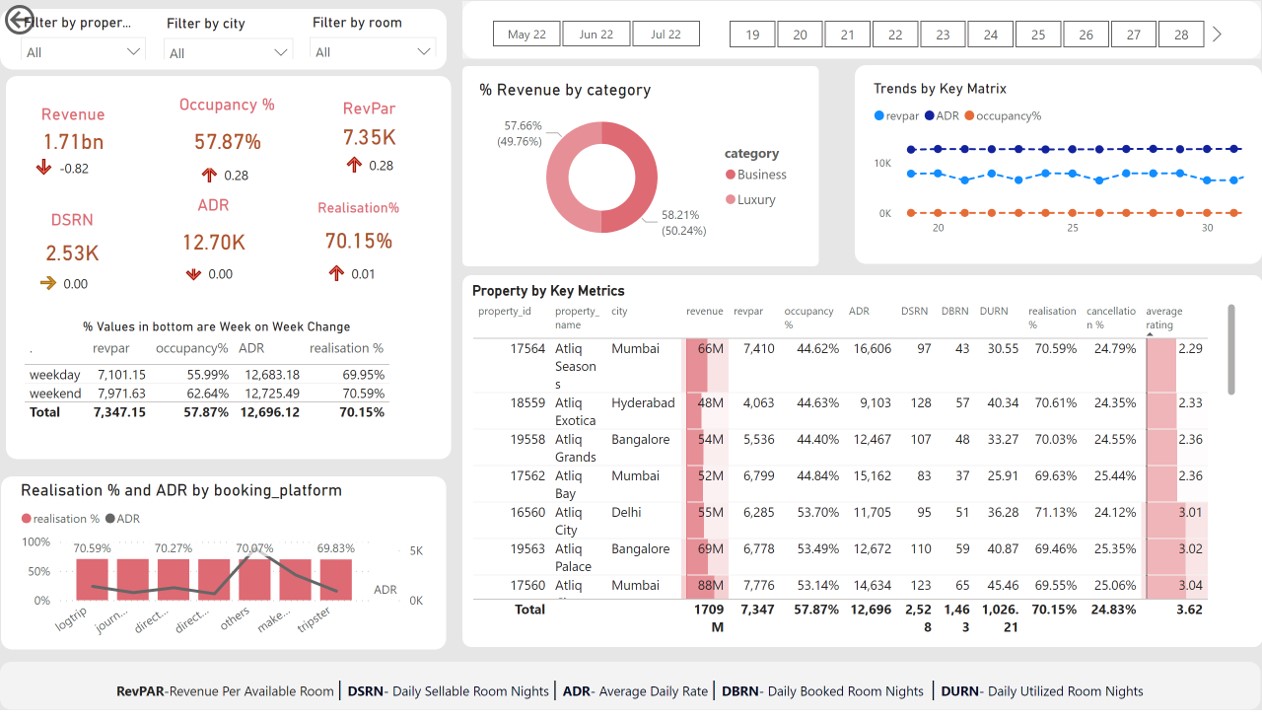 Filter by proper...
Filter by city
Filter by room
All
All
All
May 22
Jun 22
Jul 22
19
20
21
22
23
24
25
26
27
28
Revenue
1.71bn
-0.82
Occupancy %
57.87%
0.28
RevPar
7.35K
0.28
DSRN
2.53K
0.00
ADR
12.70K
0.00
Realisation%
70.15%
0.01
% Values in bottom are Week on Week Change
. revpar occupancy% ADR realisation %
weekday 7,101.15 55.99% 12,683.18 69.95%
weekend 7,971.63 62.64% 12,725.49 70.59%
Total 7,347.15 57.87% 12,696.12 70.15%
Realisation % and ADR by booking_platform
realisation % ADR
100%
50%
0%
70.59%
70.27%
70.07%
69.83%
5K
0K
ADR
logtrip
journ...
direct...
direct...
others
make...
tripster
% Revenue by category
57.66%
(49.76%)
58.21%
(50.24%)
category
Business
Luxury
Trends by Key Matrix
revpar ADR occupancy%
10K
0K
20
25
30
Property by Key Metrics
property_id property_ city revenue revpar occupancy ADR DSRN DBRN DURN realisation cancellatio average
name % % n % rating
17564 Atliq Mumbai 66M 7,410 44.62% 16,606 97 43 30.55 70.59% 24.79% 2.29
Season
s
18559 Atliq Hyderabad 48M 4,063 44.63% 9,103 128 57 40.34 70.61% 24.35% 2.33
Exotica
19558 Atliq Bangalore 54M 5,536 44.40% 12,467 107 48 33.27 70.03% 24.55% 2.36
Grands
17562 Atliq Mumbai 52M 6,799 44.84% 15,162 83 37 25.91 69.63% 25.44% 2.36
Bay
16560 Atliq Delhi 55M 6,285 53.70% 11,705 95 51 36.28 71.13% 24.12% 3.01
City
19563 Atliq Bangalore 69M 6,778 53.49% 12,672 110 59 40.87 69.46% 25.35% 3.02
Palace
17560 Atliq Mumbai 88M 7,776 53.14% 14,634 123 65 45.46 69.55% 25.06% 3.04
Total 1709 7,347 57.87% 12,696 2,52 1,46 1,026. 70.15% 24.83% 3.62
M 8 3 21
RevPAR-Revenue Per Available Room | DSRN- Daily Sellable Room Nights | ADR- Average Daily Rate | DBRN- Daily Booked Room Nights | DURN- Daily Utilized Room Nights